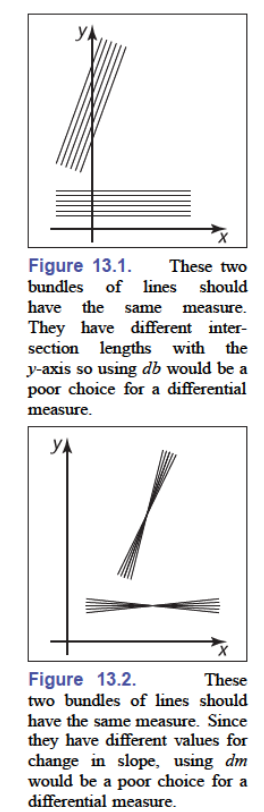 y
x
Figure 13.1. These two
bundles of lines should
have the same measure.
They have different inter-
section lengths with the
y-axis so using db would be a
poor choice for a differential
measure.
y
x
Figure 13.2. These
two bundles of lines should
have the same measure. Since
they have different values for
change in slope, using dm
would be a poor choice for a
differential measure.